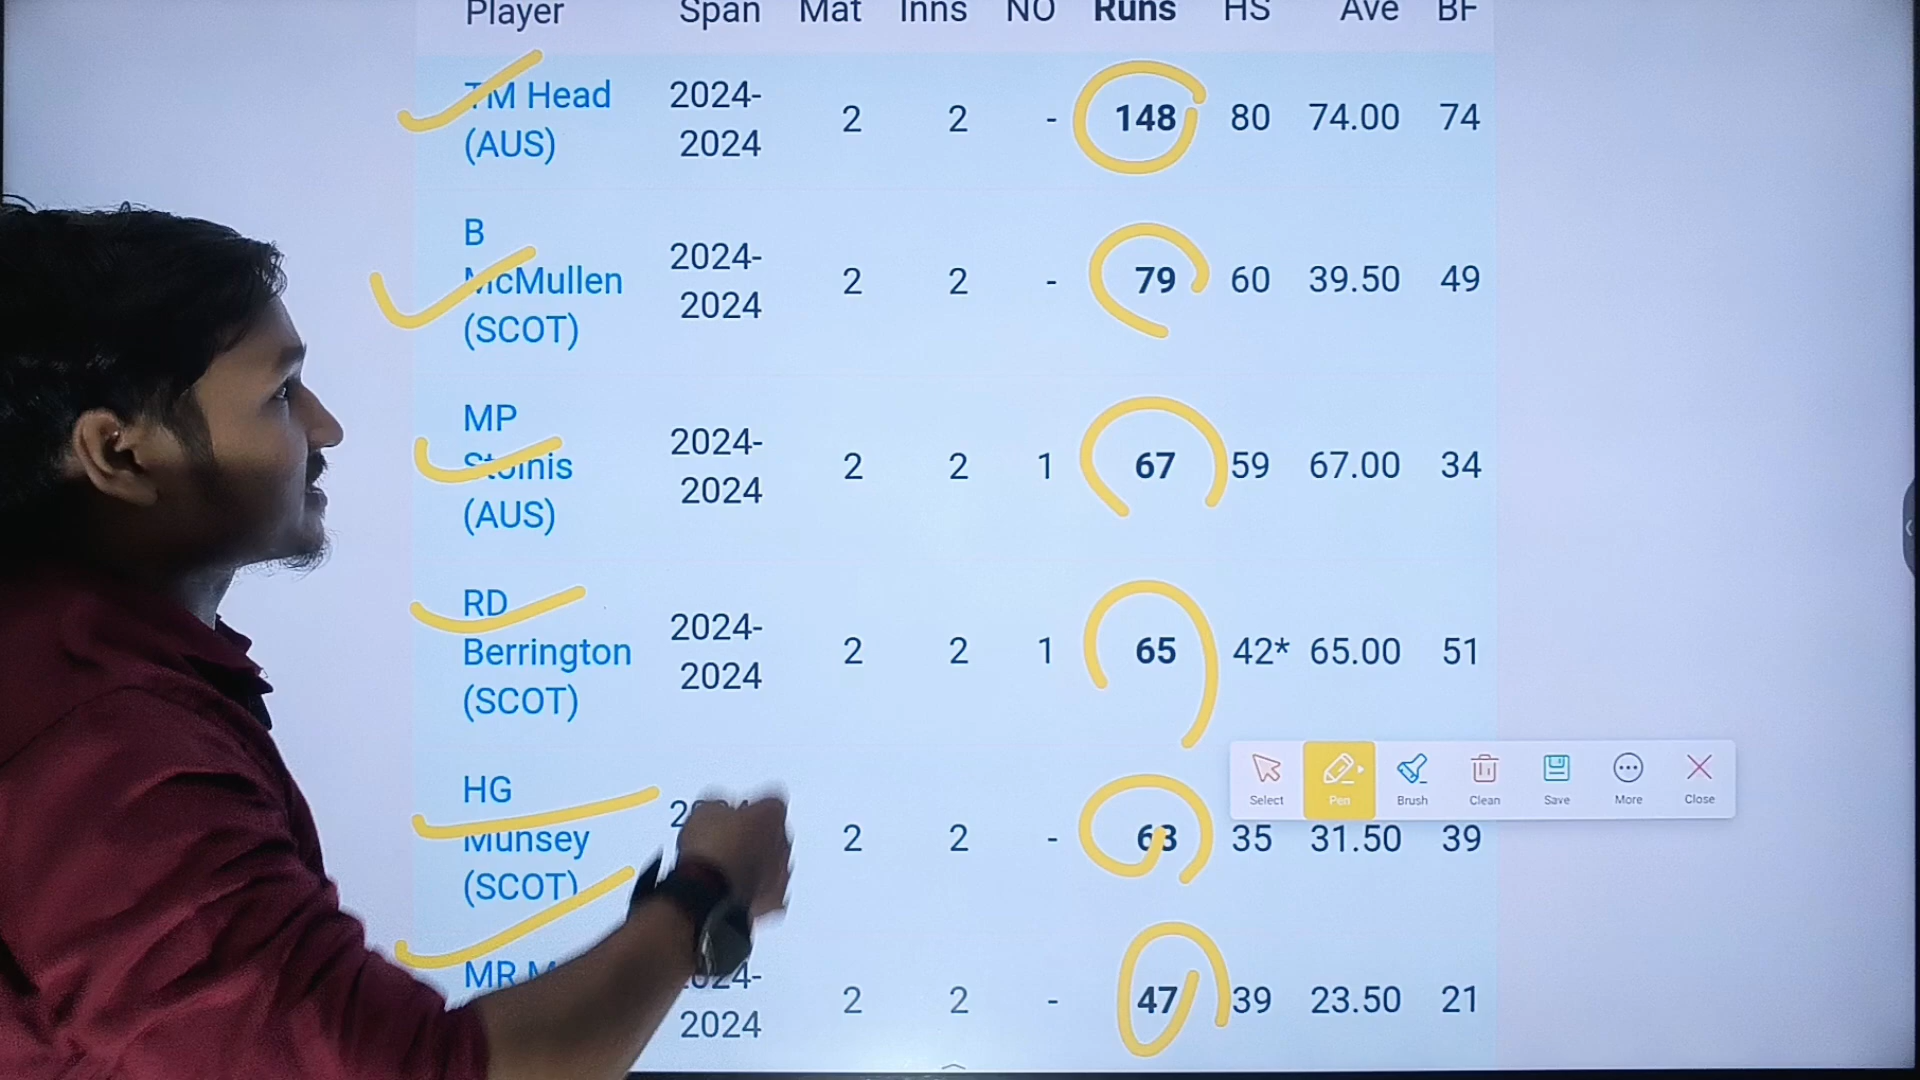 Player Span Mat Inns NO Runs HS Ave BF
TM Head (AUS) 2024-2024 2 2 - 148 80 74.00 74
B McMullen (SCOT) 2024-2024 2 2 - 79 60 39.50 49
MP Stoinis (AUS) 2024-2024 2 2 1 67 59 67.00 34
RD Berrington (SCOT) 2024-2024 2 2 1 65 42* 65.00 51
HG Munsey (SCOT) 2 2 - 63 35 31.50 39
MR 2024 2 2 - 47 39 23.50 21
Select Pen Brush Clean Save More Close